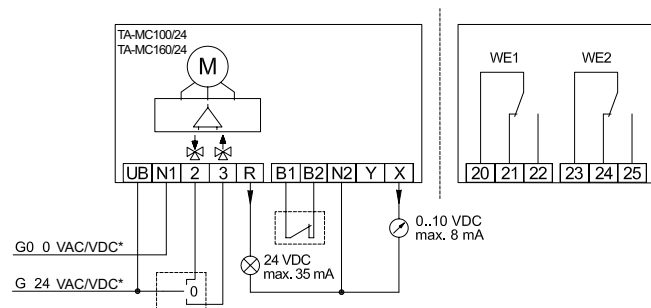 TA-MC100/24
TA-MC160/24
M
WE1 WE2
UB N1 2 3 R B1 B2 N2 Y X
20 21 22 23 24 25
0..10 VDC
max. 8 mA
G0 0 VAC/VDC*
24 VDC
max. 35 mA
G 24 VAC/VDC*
0